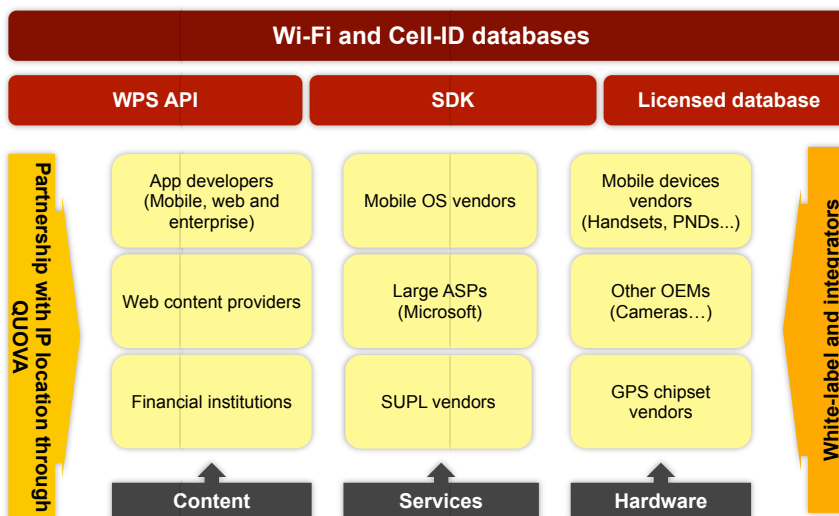 Wi-Fi and Cell-ID databases
WPS API
SDK
Licensed database
Partnership with IP location through
QUOVA
App developers
(Mobile, web and
enterprise)
Mobile OS vendors
Mobile devices
vendors
(Handsets, PNDs...)
Web content providers
Large ASPs
(Microsoft)
Other OEMs
(Cameras…)
Financial institutions
SUPL vendors
GPS chipset
vendors
White-label and integrators
Content
Services
Hardware